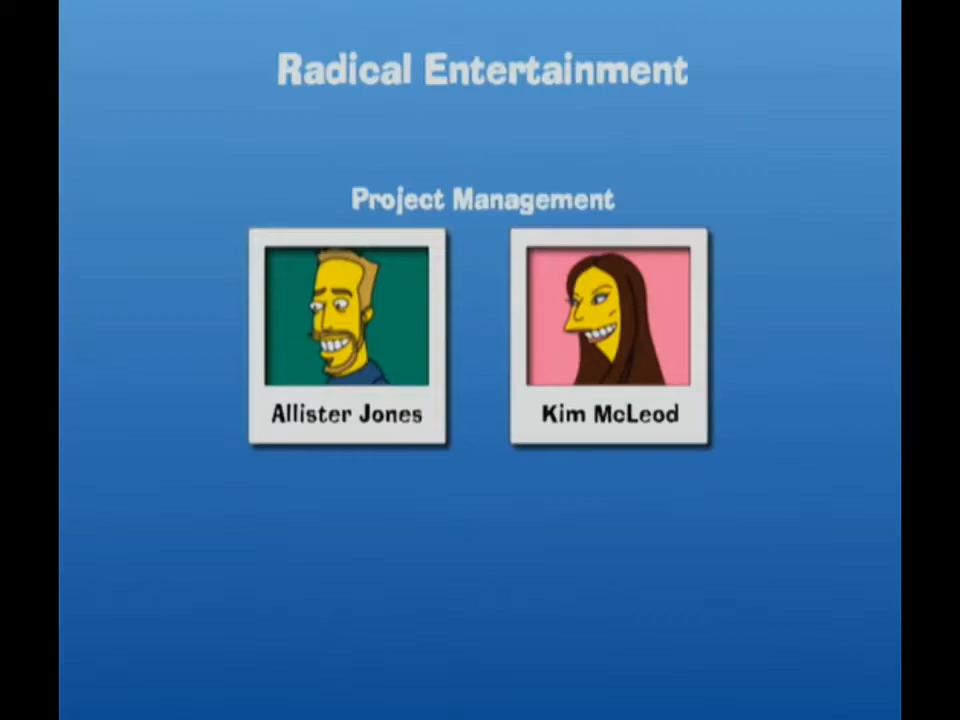 Radical Entertainment
Project Management
Allister Jones
Kim McLeod